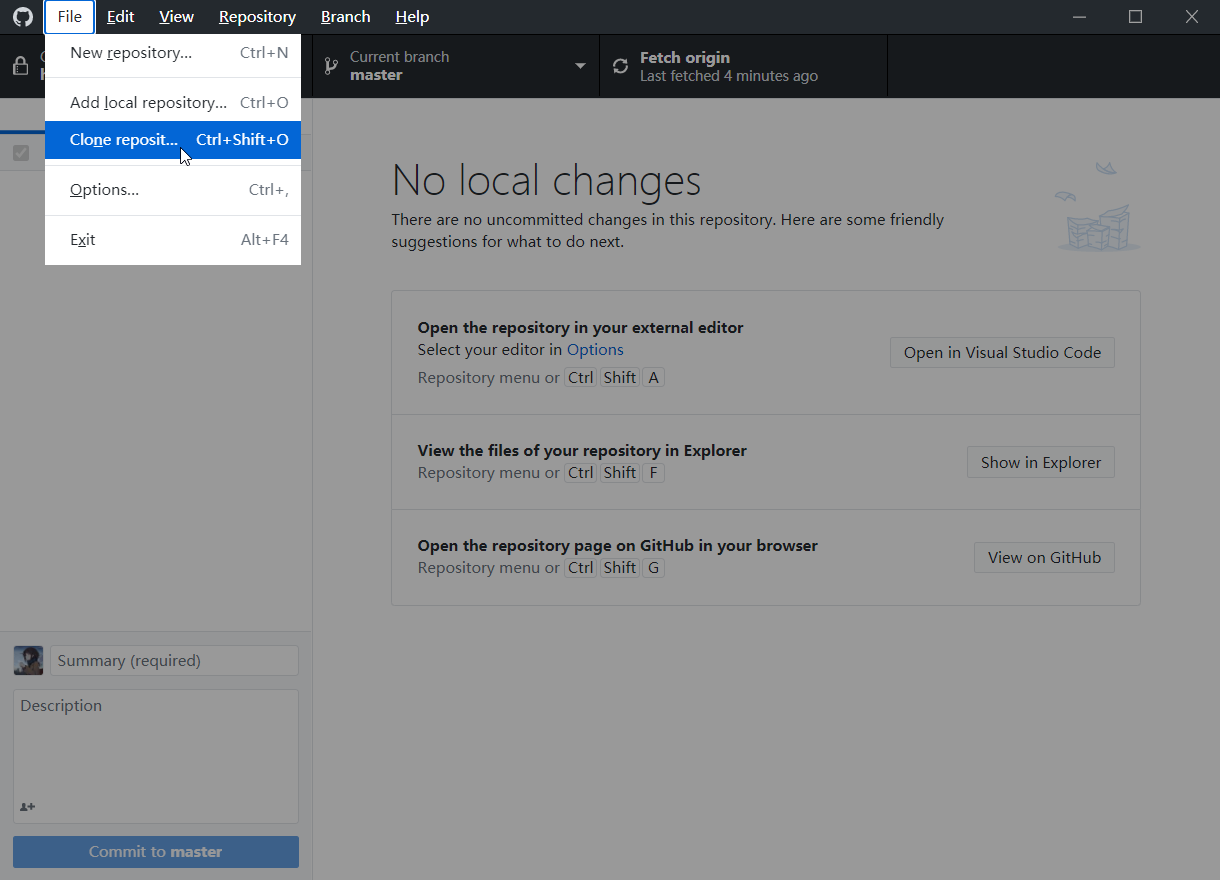 File Edit View Repository Branch Help
New repository... Ctrl+N
Add local repository... Ctrl+O
Clone reposit... Ctrl+Shift+O
Options... Ctrl+,
Exit Alt+F4
Current branch
master
Fetch origin
Last fetched 4 minutes ago
No local changes
There are no uncommitted changes in this repository. Here are some friendly
suggestions for what to do next.
Open the repository in your external editor
Select your editor in Options
Repository menu or Ctrl Shift A
Open in Visual Studio Code
View the files of your repository in Explorer
Repository menu or Ctrl Shift F
Show in Explorer
Open the repository page on GitHub in your browser
Repository menu or Ctrl Shift G
View on GitHub
Summary (required)
Description
Commit to master